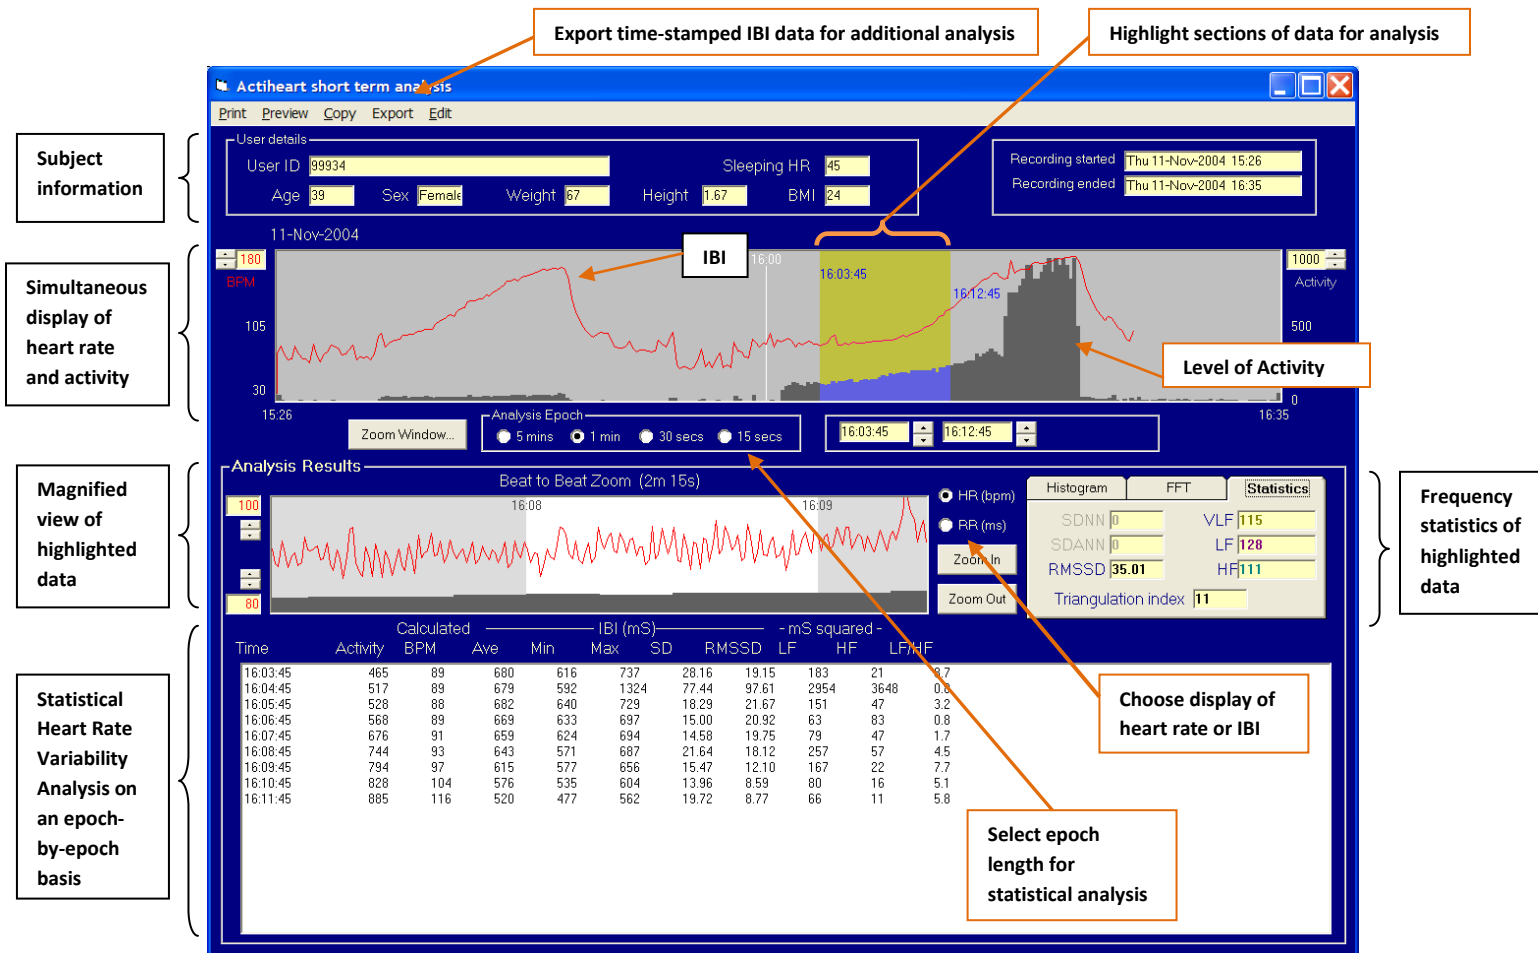 Export time-stamped IBI data for additional analysis
Highlight sections of data for analysis
Actiheart short term analysis
Print Preview Copy Export Edit
Subject
information
User details
User ID 99934 Sleeping HR 45
Age 39 Sex Female Weight 67 Height 1.67 BMI 24
Recording started Thu 11-Nov-2004 15:26
Recording ended Thu 11-Nov-2004 16:35
11-Nov-2004
Simultaneous
display of
heart rate
and activity
180
BPM
105
30
IBI
16:00
16:03:45
16:12:45
1000
Activity
500
0
Level of Activity
15:26
16:35
Zoom Window...
Analysis Epoch
5 mins 1 min 30 secs 15 secs
16:03:45 16:12:45
Analysis Results
Beat to Beat Zoom (2m 15s)
Magnified
view of
highlighted
data
100
80
16:08
16:09
HR (bpm)
RR (ms)
Zoom In
Zoom Out
Histogram FFT Statistics
SDNN 0 VLF 115
SDANN 0 LF 128
RMSSD 35.01 HF 111
Triangulation index 11
Frequency
statistics of
highlighted
data
Calculated IBI (mS) - mS squared -
Time Activity BPM Ave Min Max SD RMSSD LF HF LF/HF
16:03:45 465 89 680 616 737 28.16 19.15 183 21 8.7
16:04:45 517 89 679 592 1324 77.44 97.61 2954 3648 0.8
16:05:45 528 88 682 640 729 18.29 21.67 151 47 3.2
16:06:45 568 89 669 633 697 15.00 20.92 63 83 0.8
16:07:45 676 91 659 624 694 14.58 19.75 79 47 1.7
16:08:45 744 93 643 571 687 21.64 18.12 257 57 4.5
16:09:45 794 97 615 577 656 15.47 12.10 167 22 7.7
16:10:45 828 104 576 535 604 13.96 8.59 80 16 5.1
16:11:45 885 116 520 477 562 19.72 8.77 66 11 5.8
Statistical
Heart Rate
Variability
Analysis on
an epoch-
by-epoch
basis
Choose display of
heart rate or IBI
Select epoch
length for
statistical analysis